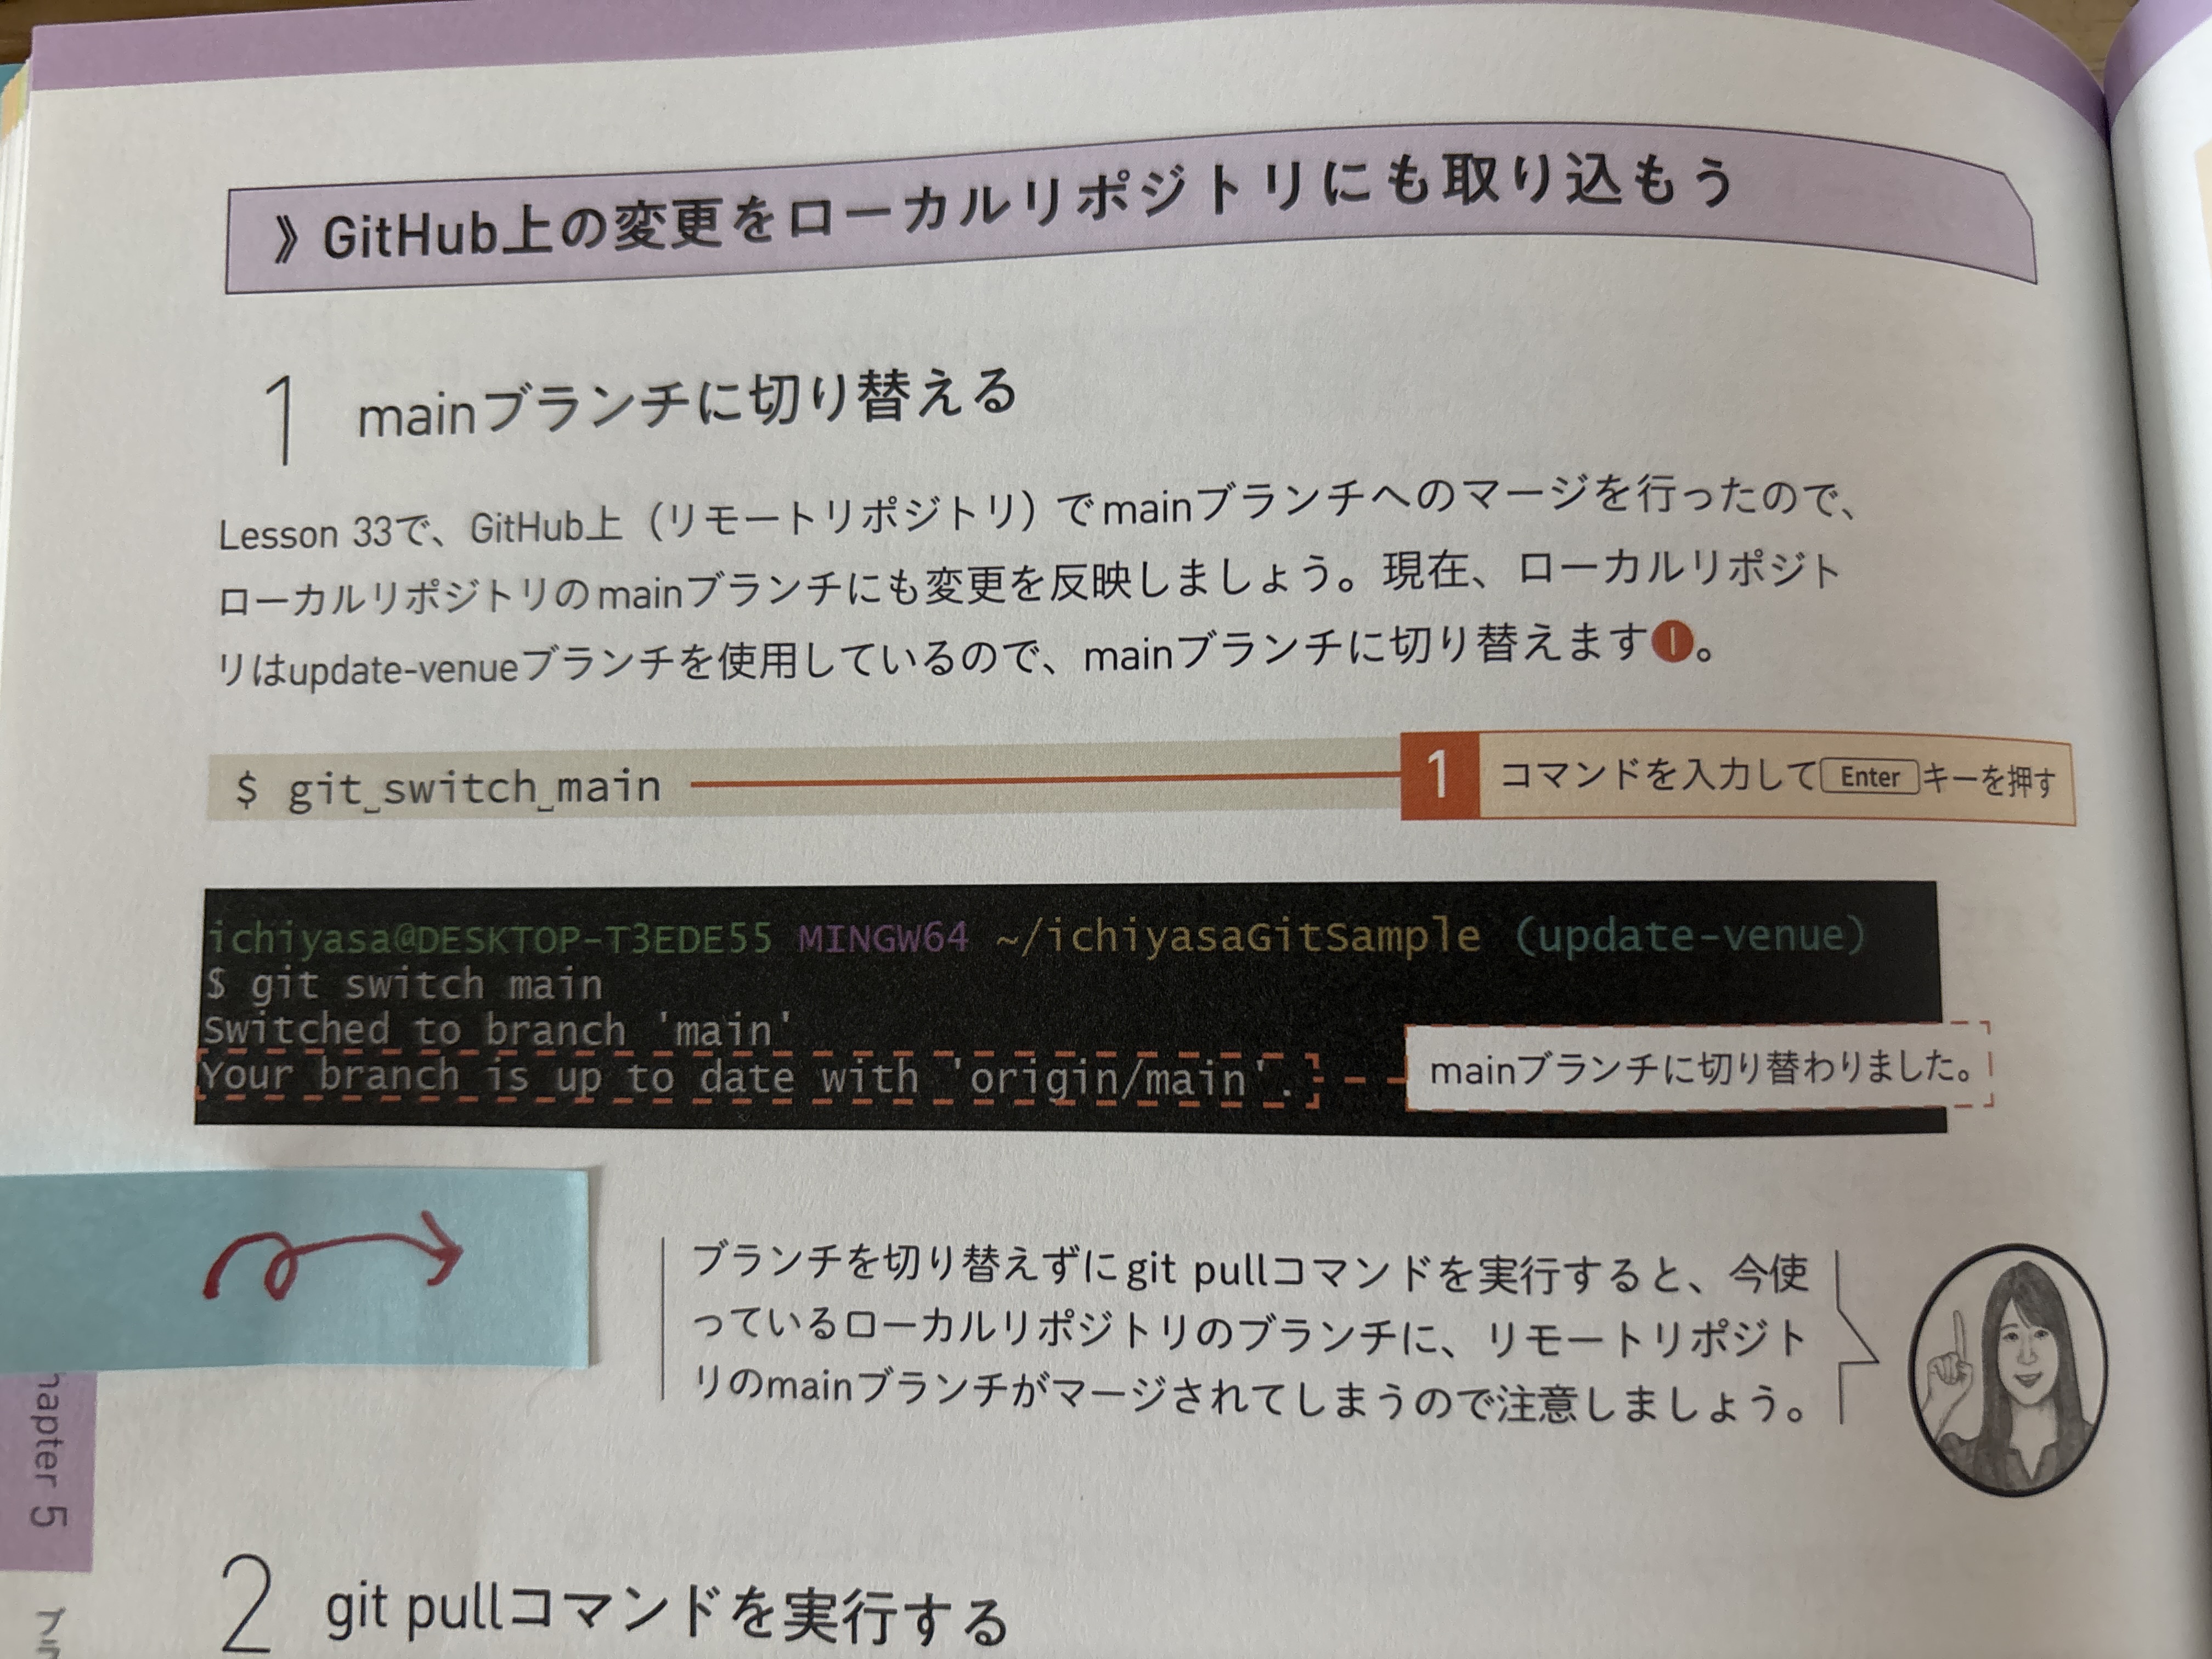 》GitHub上の変更をローカルリポジトリにも取り込もう
1 mainブランチに切り替える
Lesson 33で、GitHub上（リモートリポジトリ）でmainブランチへのマージを行ったので、
ローカルリポジトリのmainブランチにも変更を反映しましょう。現在、ローカルリポジト
リはupdate-venueブランチを使用しているので、mainブランチに切り替えます❶。
$ git␣switch␣main
1 コマンドを入力して Enter キーを押す
ichiyasa@DESKTOP-T3EDE55 MINGW64 ~/ichiyasaGitSample (update-venue)
$ git switch main
Switched to branch 'main'
Your branch is up to date with 'origin/main'.
mainブランチに切り替わりました。
ブランチを切り替えずにgit pullコマンドを実行すると、今使
っているローカルリポジトリのブランチに、リモートリポジト
リのmainブランチがマージされてしまうので注意しましょう。
hapter 5
2 git pullコマンドを実行する